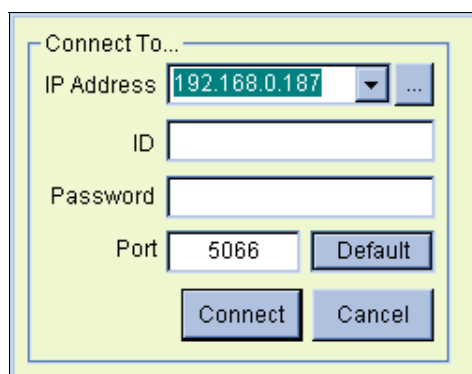 Connect To...
IP Address 192.168.0.187 ...
ID
Password
Port 5066 Default
Connect Cancel